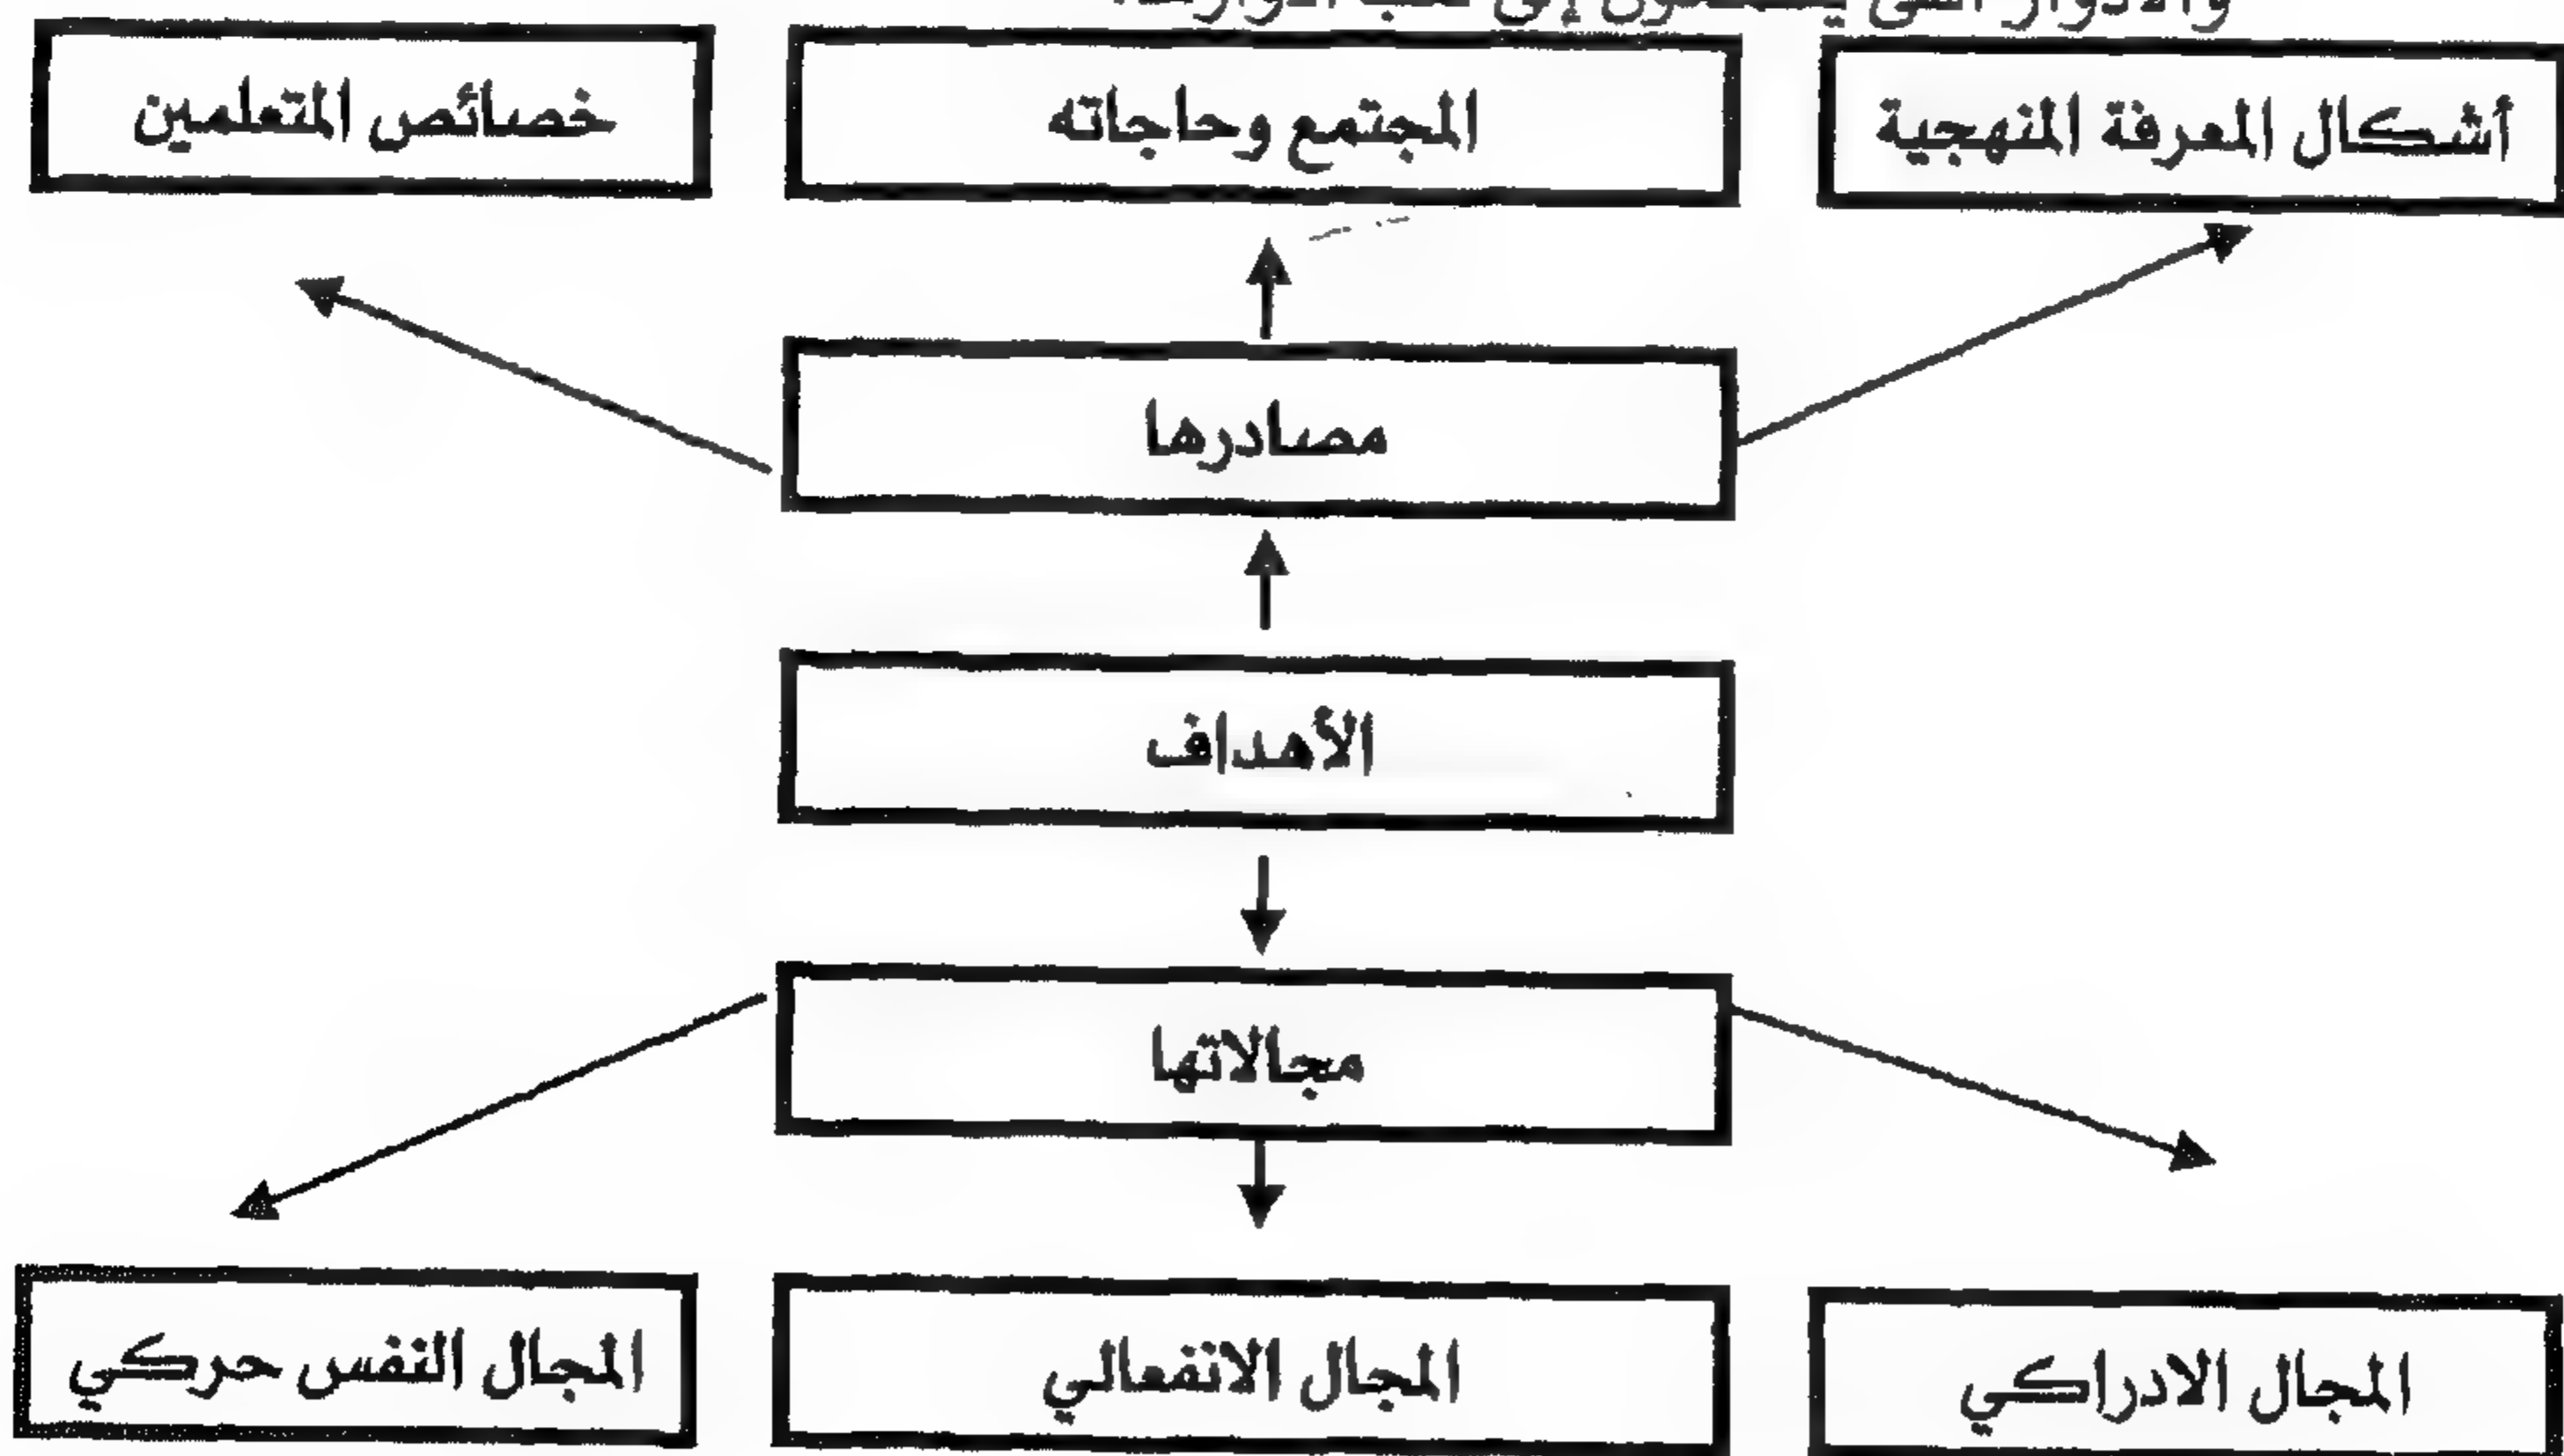 أشكال المعرفة المنهجية
المجتمع وحاجاته
خصائص المتعلمين
مصادرها
الأهداف
مجالاتها
المجال الادراكي
المجال الانفعالي
المجال النفس حركي